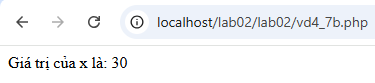 localhost/lab02/lab02/vd4_7b.php
Giá trị của x là: 30